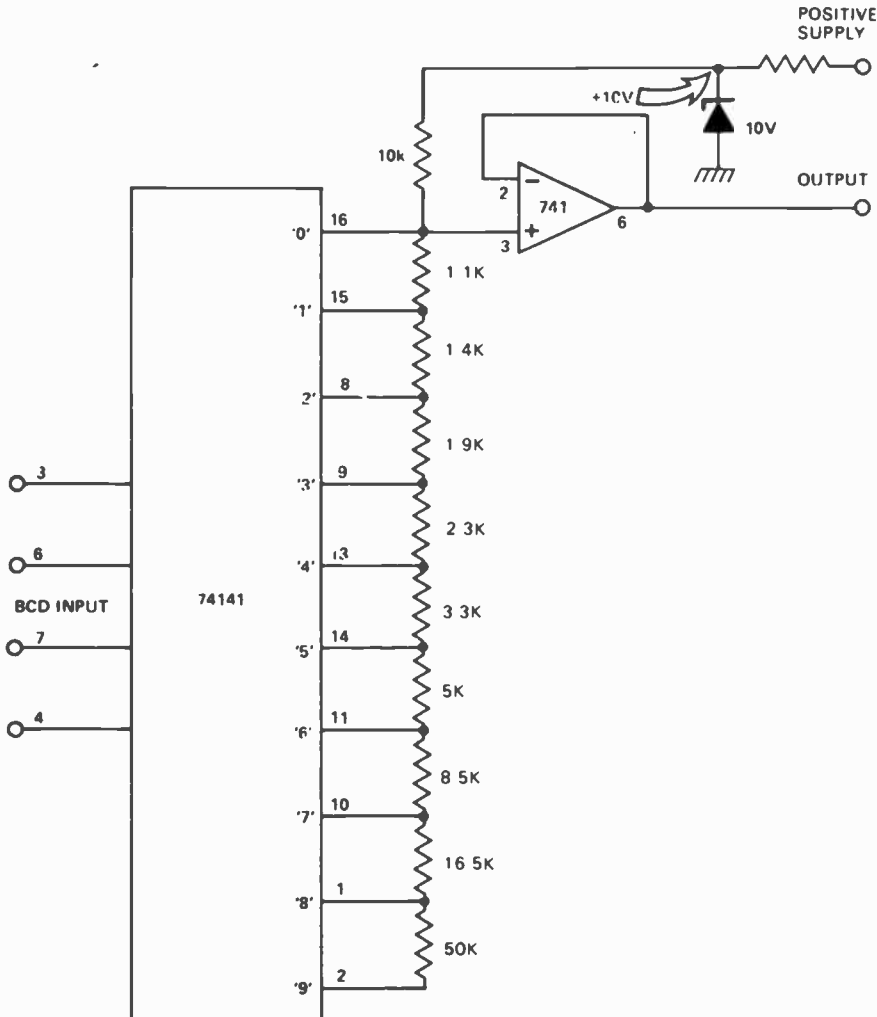 POSITIVE
SUPPLY
+10V
10V
10k
OUTPUT
2
741
6
3
'0'
16
1 1K
'1'
15
1 4K
2'
8
1 9K
3
'3'
9
2 3K
6
'4'
13
BCD INPUT
74141
3 3K
7
'5'
14
5K
4
'6'
11
8 5K
'7'
10
16 5K
'8'
1
50K
'9'
2